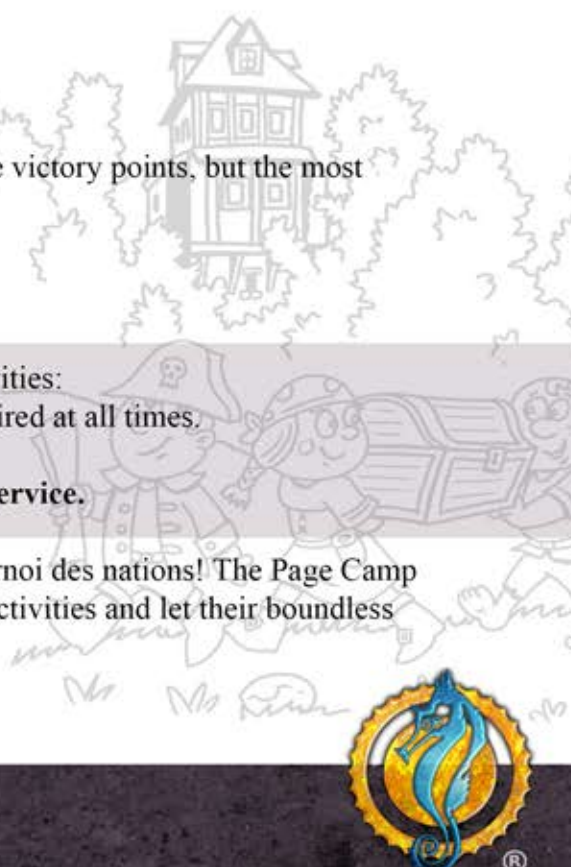 victory points, but the most
ities:
ired at all times.
ervice.
rnoi des nations! The Page Camp
ctivities and let their boundless
®